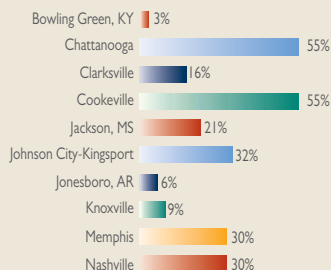 Bowling Green, KY 3%
Chattanooga 55%
Clarksville 16%
Cookeville 55%
Jackson, MS 21%
Johnson City-Kingsport 32%
Jonesboro, AR 6%
Knoxville 9%
Memphis 30%
Nashville 30%